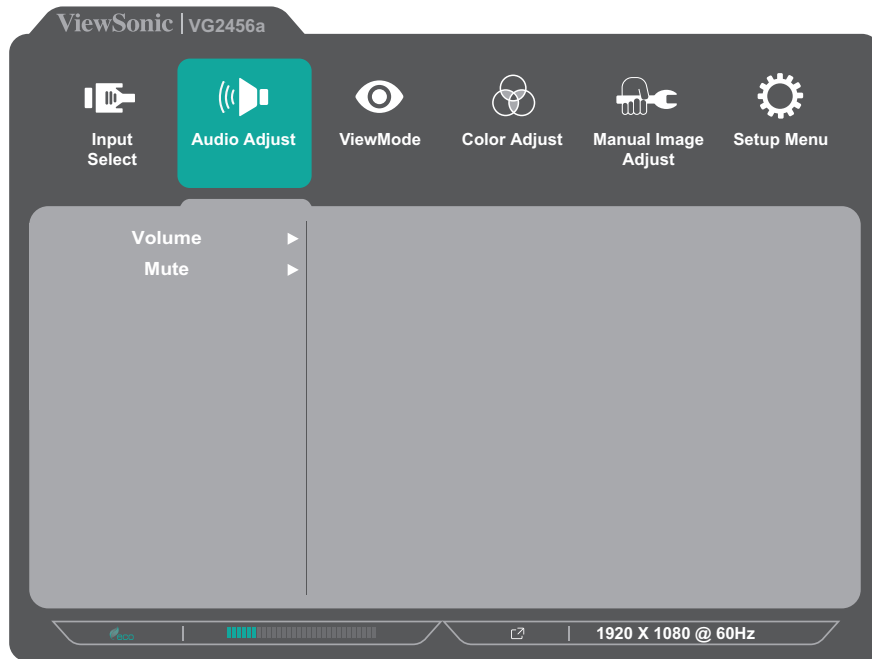 ViewSonic | VG2456a
Input
Select
Audio Adjust
ViewMode
Color Adjust
Manual Image
Adjust
Setup Menu
Volume
Mute
eco
1920 X 1080 @ 60Hz